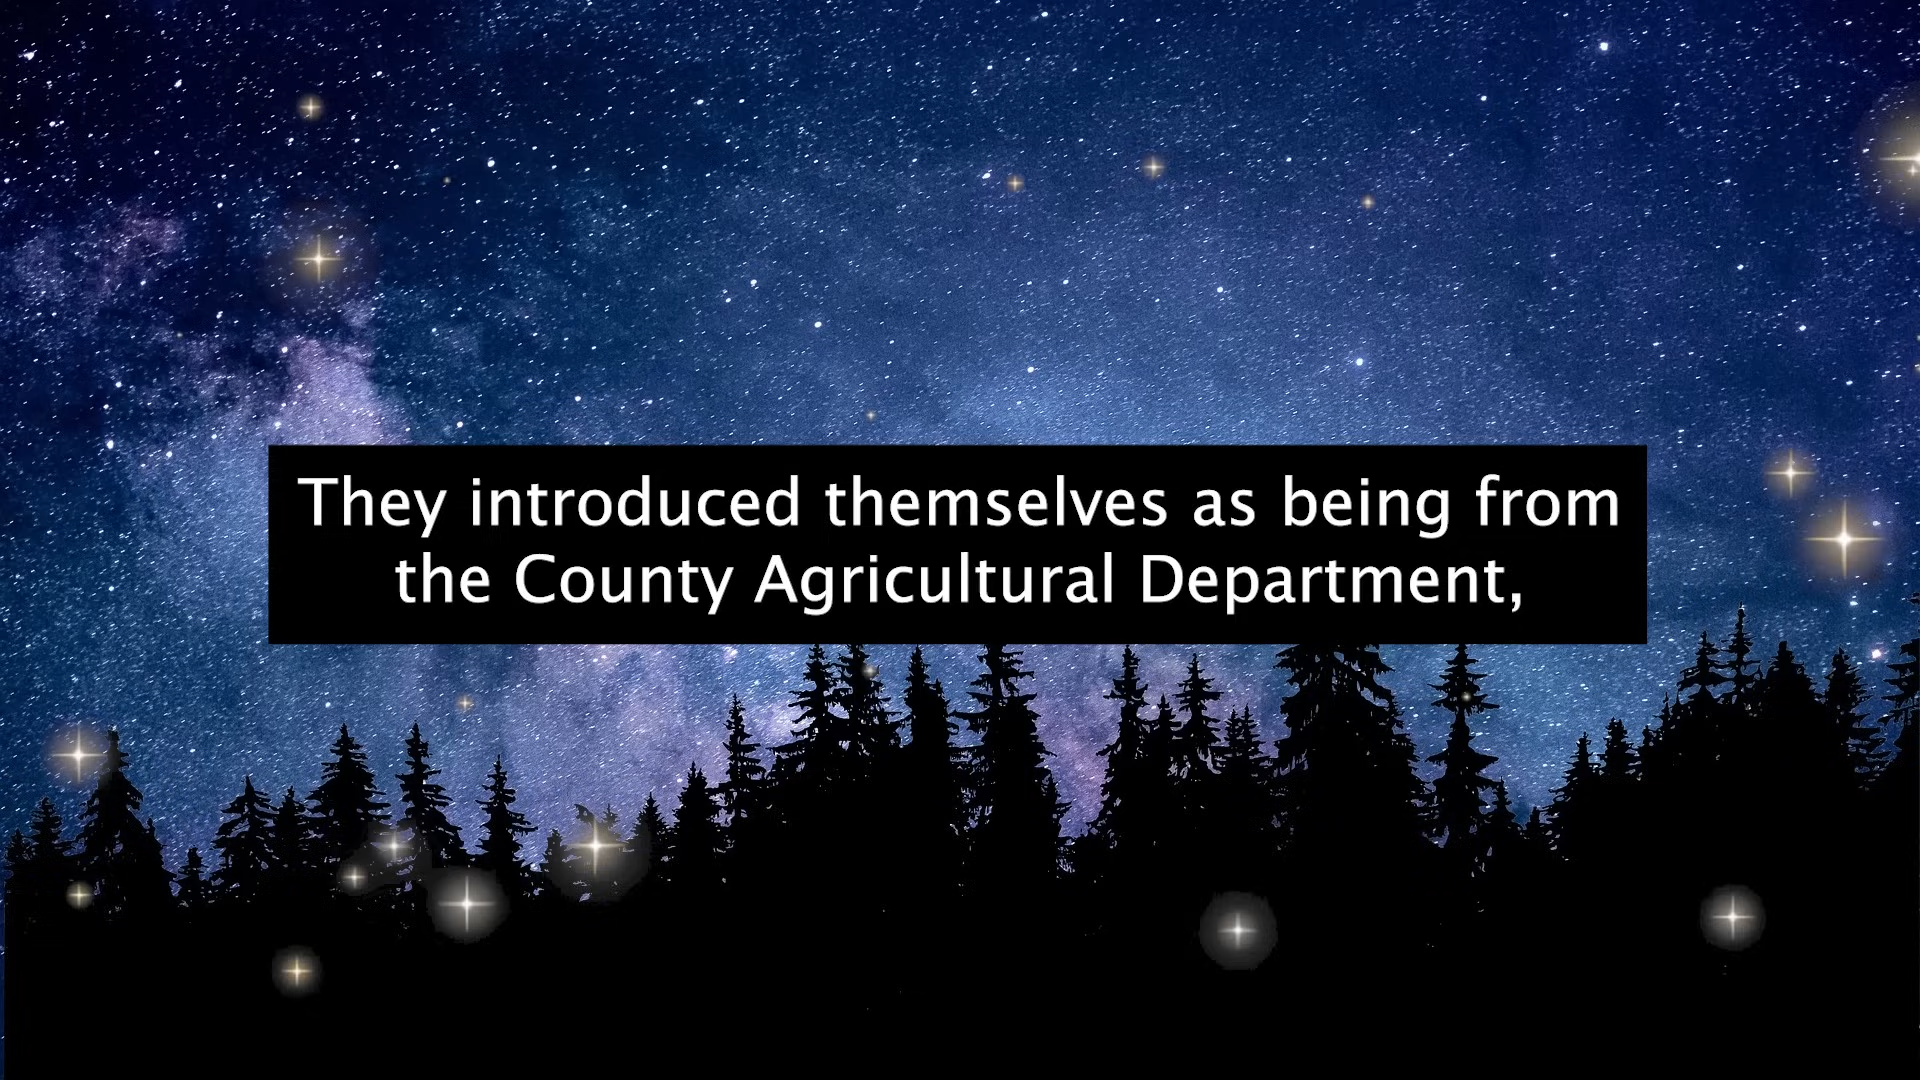 They introduced themselves as being from
the County Agricultural Department,